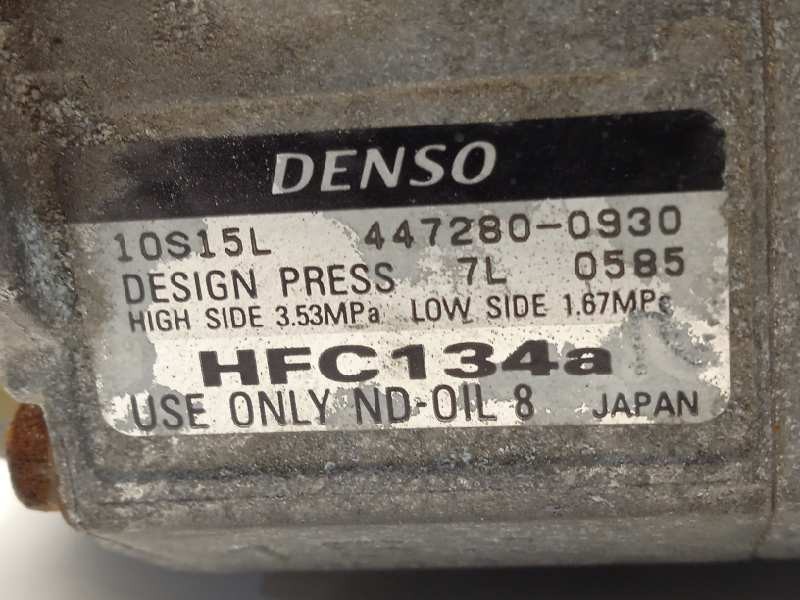 DENSO
10S15L 447280-0930
DESIGN PRESS 7L 0585
HIGH SIDE 3.53MPa LOW SIDE 1.67MPa
HFC134a
USE ONLY ND-OIL 8 JAPAN